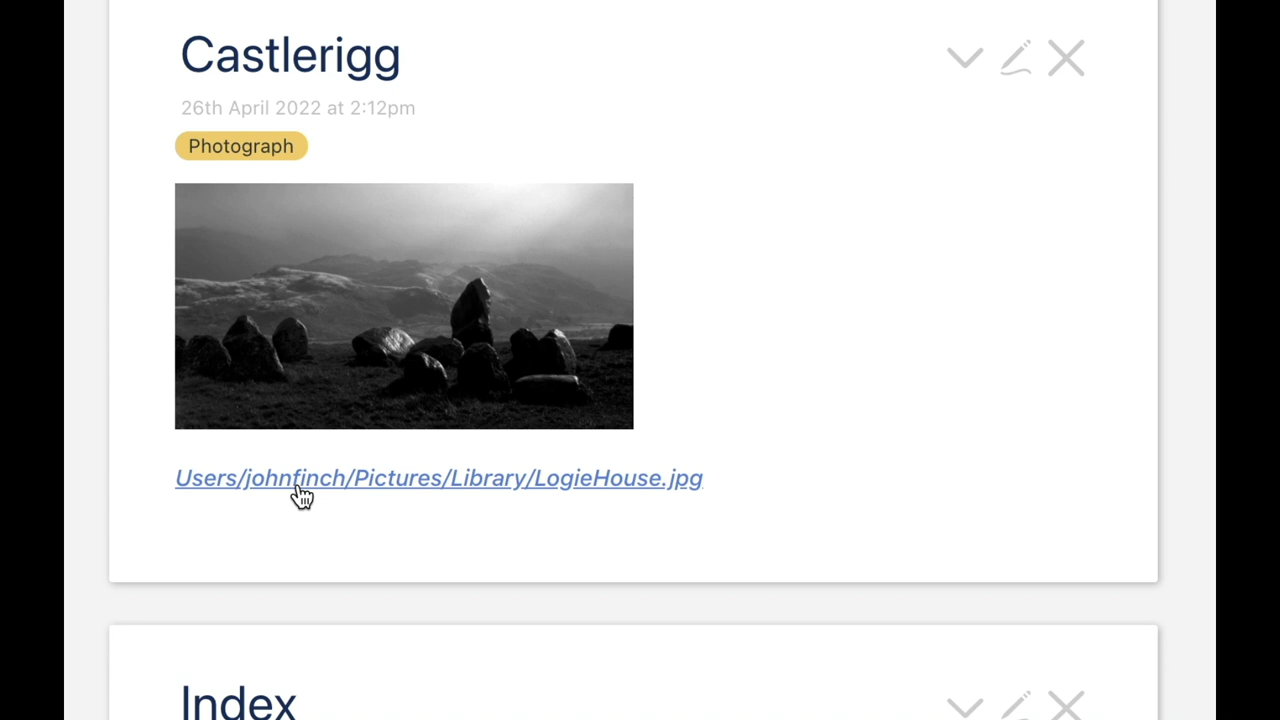 Castlerigg
26th April 2022 at 2:12pm
Photograph
Users/johnfinch/Pictures/Library/LogieHouse.jpg
Index